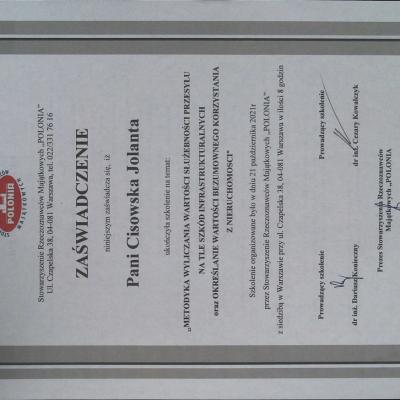 POLONIA
Stowarzyszenie Rzeczoznawców Majątkowych „POLONIA”
Ul. Czapelska 38, 04-081 Warszawa, tel. 022/331 76 16
ZAŚWIADCZENIE
niniejszym zaświadcza się, iż
Pani Cisowska Jolanta
ukończyła szkolenie na temat:
„METODYKA WYLICZANIA WARTOŚCI SŁUŻEBNOŚCI PRZESYŁU
NA TLE SZKÓD INFRASTRUKTURALNYCH
oraz OKREŚLANIE WARTOŚCI BEZUMOWNEGO KORZYSTANIA
Z NIERUCHOMOŚCI"
Szkolenie organizowane było w dniu 21 października 2021r
przez Stowarzyszenie Rzeczoznawców Majątkowych „POLONIA"
z siedzibą w Warszawie przy ul. Czapelska 38, 04-081 Warszawa w ilości 8 godzin
Prowadzący szkolenie Prowadzący szkolenie
dr inż. Dariusz Konieczny dr inż. Cezary Kowalczyk
Prezes Stowarzyszenia Rzeczoznawców
Majątkowych „POLONIA